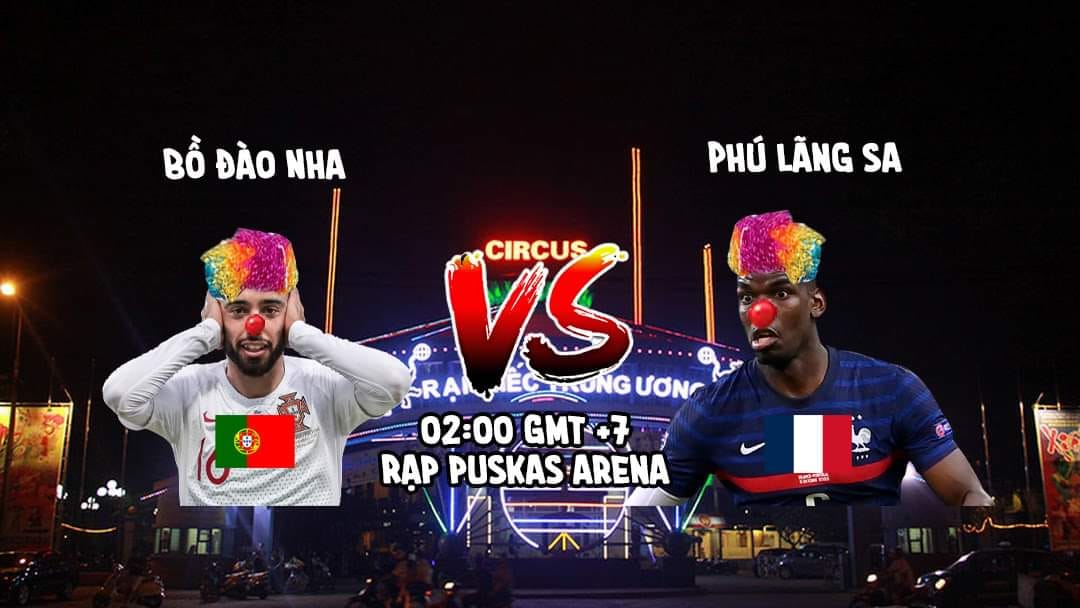 BỒ ĐÀO NHA
PHÚ LÃNG SA
CIRCUS
VS
RẠP XIẾC TRUNG ƯƠNG
02:00 GMT +7
RẠP PUSKAS ARENA